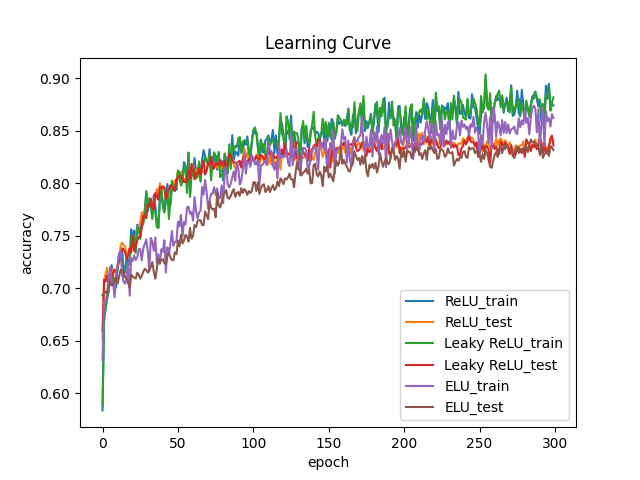 Learning Curve
accuracy
0.90
0.85
0.80
0.75
0.70
0.65
0.60
ReLU_train
ReLU_test
Leaky ReLU_train
Leaky ReLU_test
ELU_train
ELU_test
0 50 100 150 200 250 300
epoch